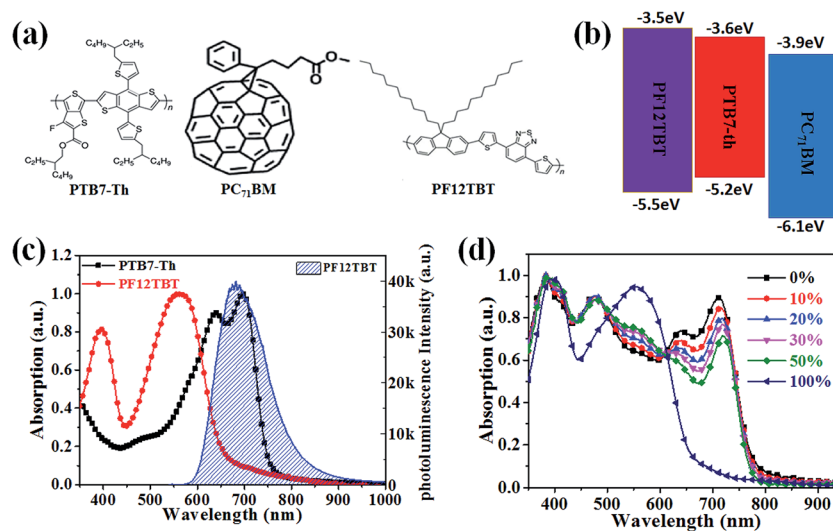 (a)
C₄H₉
C₂H₅
S
S
S
n
F
S
S
S
O
O
C₂H₅
C₄H₉
C₂H₅
C₄H₉
PTB7-Th
O
O
PC₇₁BM
N
S
N
S
S
n
PF12TBT
(b)
-3.5eV
-3.6eV
-3.9eV
PF12TBT
PTB7-th
PC₇₁BM
-5.5eV
-5.2eV
-6.1eV
(c)
PTB7-Th
PF12TBT
PF12TBT
1.2
1.0
0.8
0.6
0.4
0.2
0.0
Absorption (a.u.)
40k
30k
20k
10k
0
photoluminescence Intensity (a.u.)
400 500 600 700 800 900 1000
Wavelength (nm)
(d)
0%
10%
20%
30%
50%
100%
1.0
0.8
0.6
0.4
0.2
0.0
Absorption (a.u.)
400 500 600 700 800 900
Wavelength (nm)